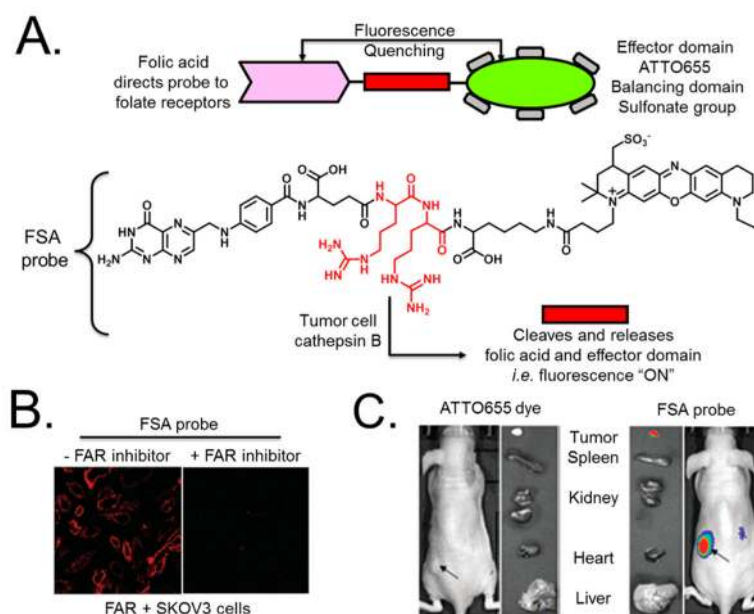 A.
Folic acid
directs probe to
folate receptors
Fluorescence
Quenching
Effector domain
ATTO655
Balancing domain
Sulfonate group
FSA
probe
O
HN
H₂N
N
N
N
N
H
O
N
H
O
OH
O
H
N
O
H
N
O
N
H
O
OH
H
N
O
SO₃⁻
N
O
N⁺
N
H₂N
NH
NH
HN
NH
NH₂
Tumor cell
cathepsin B
Cleaves and releases
folic acid and effector domain
i.e. fluorescence “ON”
B.
FSA probe
- FAR inhibitor + FAR inhibitor
FAR + SKOV3 cells
C.
ATTO655 dye
FSA probe
Tumor
Spleen
Kidney
Heart
Liver